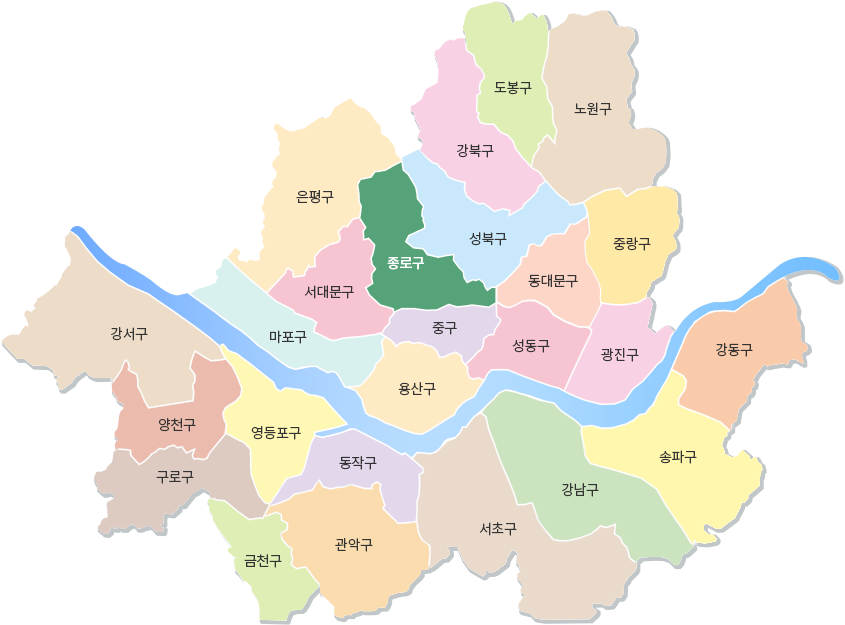 도봉구
노원구
강북구
은평구
성북구
중랑구
종로구
동대문구
서대문구
중구
강서구
마포구
성동구
광진구
강동구
용산구
양천구
영등포구
동작구
송파구
구로구
강남구
서초구
관악구
금천구